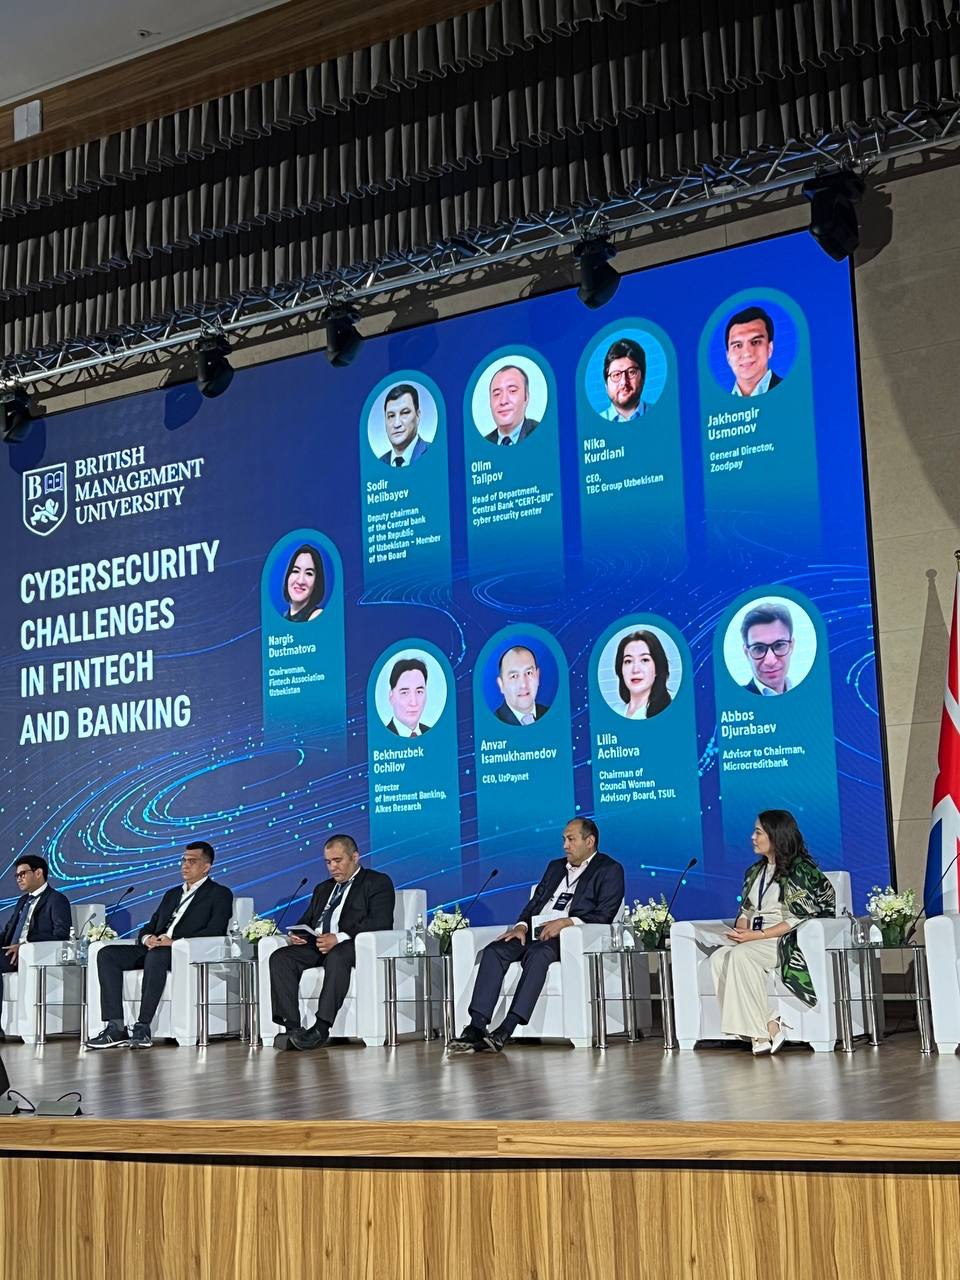 BRITISH
MANAGEMENT
UNIVERSITY
CYBERSECURITY
CHALLENGES
IN FINTECH
AND BANKING
Nargis
Dustmatova
Chairwoman,
Fintech Association
Uzbekistan
Sodir
Melibayev
Deputy chairman
of the Central bank
of the Republic
of Uzbekistan – Member
of the Board
Olim
Talipov
Head of Department,
Central Bank "CERT-CBU"
cyber security center
Nika
Kurdiani
CEO,
TBC Group Uzbekistan
Jakhongir
Usmonov
General Director,
Zoodpay
Bekhruzbek
Ochilov
Director
of Investment Banking,
Alkes Research
Anvar
Isamukhamedov
CEO, UzPaynet
Lilia
Achilova
Chairman of
Council Women
Advisory Board, TSUL
Abbos
Djurabaev
Advisor to Chairman,
Microcreditbank